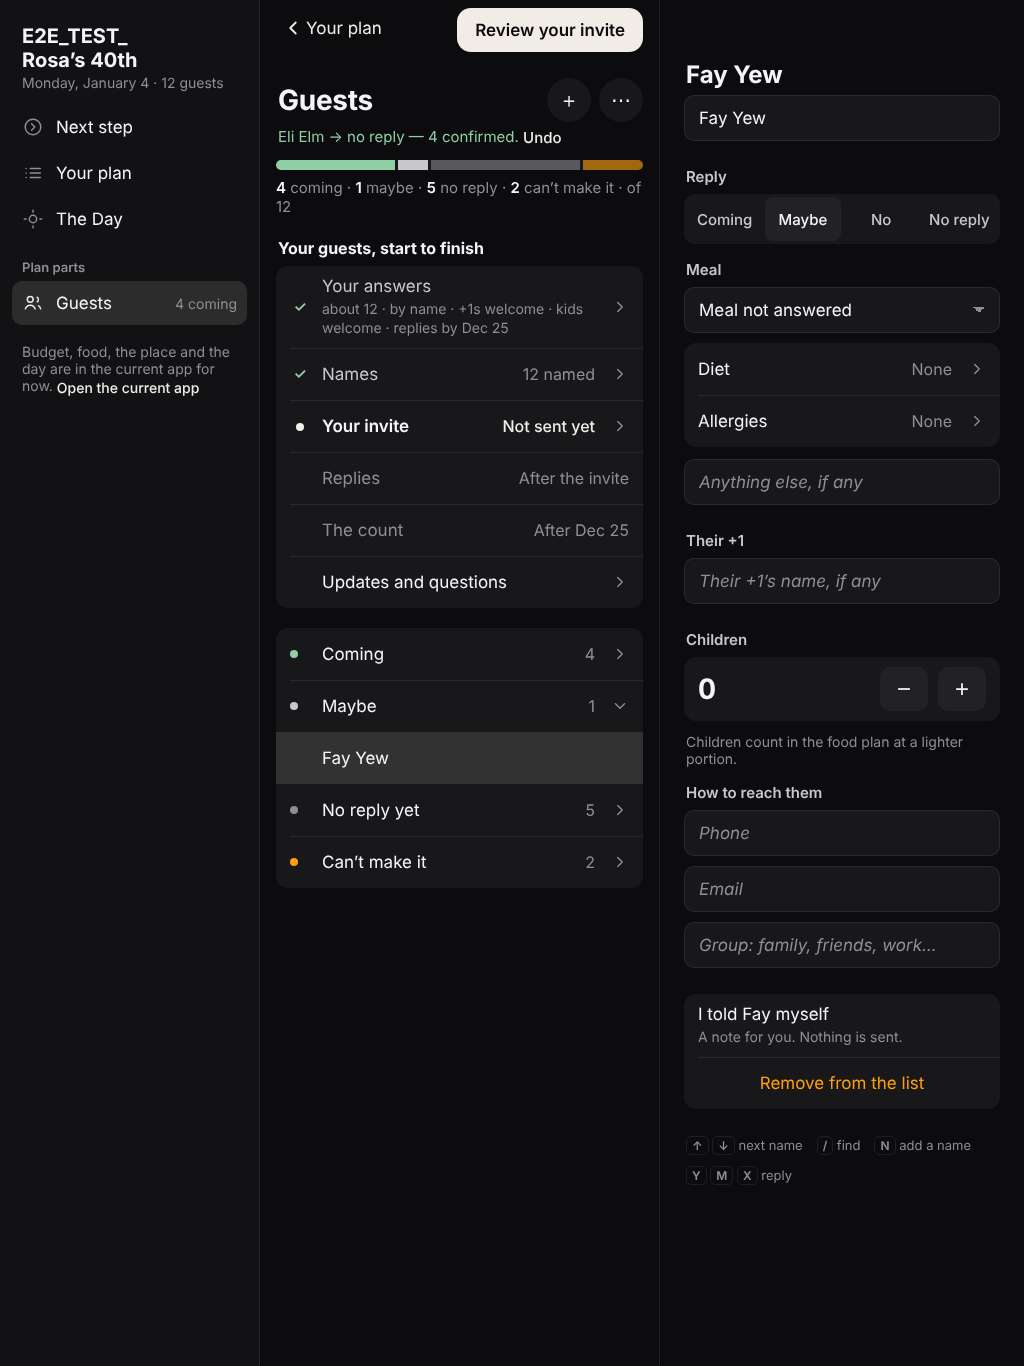 E2E_TEST_
Rosa’s 40th
Monday, January 4 · 12 guests
Next step
Your plan
The Day
Plan parts
Guests 4 coming
Budget, food, the place and the
day are in the current app for
now. Open the current app
Your plan
Review your invite
Guests
+ ···
Eli Elm → no reply — 4 confirmed. Undo
4 coming · 1 maybe · 5 no reply · 2 can’t make it · of
12
Your guests, start to finish
Your answers
about 12 · by name · +1s welcome · kids
welcome · replies by Dec 25
Names 12 named
Your invite Not sent yet
Replies After the invite
The count After Dec 25
Updates and questions
Coming 4
Maybe 1
Fay Yew
No reply yet 5
Can’t make it 2
Fay Yew
Fay Yew
Reply
Coming Maybe No No reply
Meal
Meal not answered
Diet None
Allergies None
Anything else, if any
Their +1
Their +1’s name, if any
Children
0 − +
Children count in the food plan at a lighter
portion.
How to reach them
Phone
Email
Group: family, friends, work…
I told Fay myself
A note for you. Nothing is sent.
Remove from the list
↑ ↓ next name / find N add a name
Y M X reply